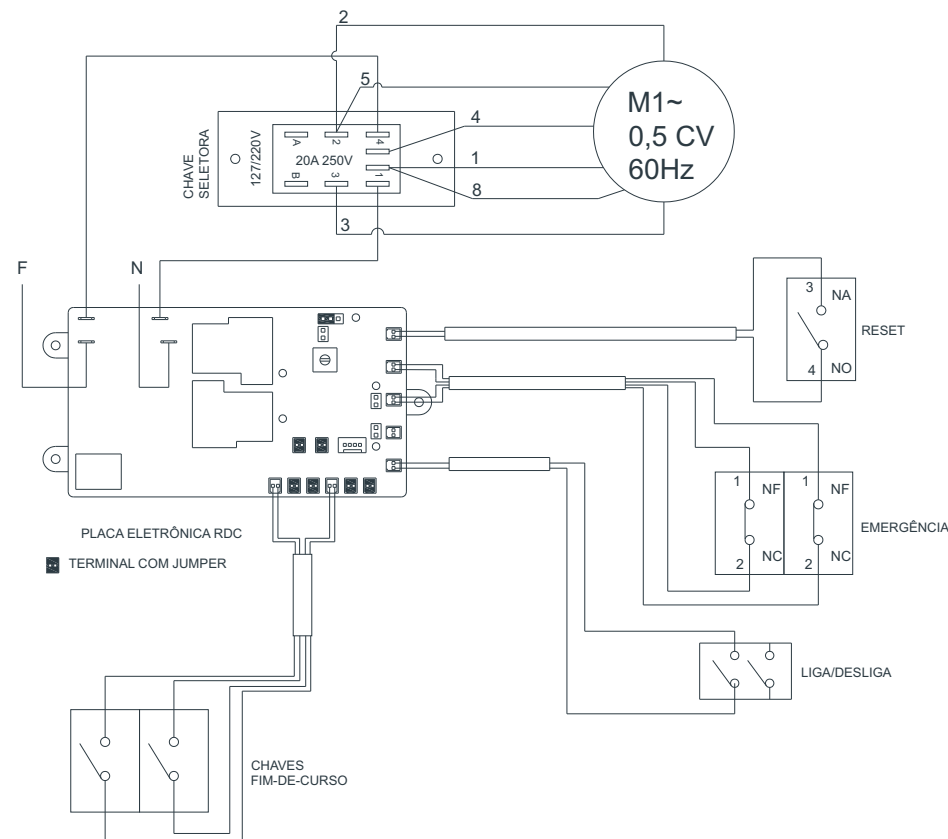 2
5
4
1
8
3
M1~
0,5 CV
60Hz
CHAVE
SELETORA
127/220V
A
2
4
20A 250V
B
3
1
F
N
3
NA
4
NO
RESET
1
NF
1
NF
2
NC
2
NC
EMERGÊNCIA
PLACA ELETRÔNICA RDC
TERMINAL COM JUMPER
LIGA/DESLIGA
CHAVES
FIM-DE-CURSO